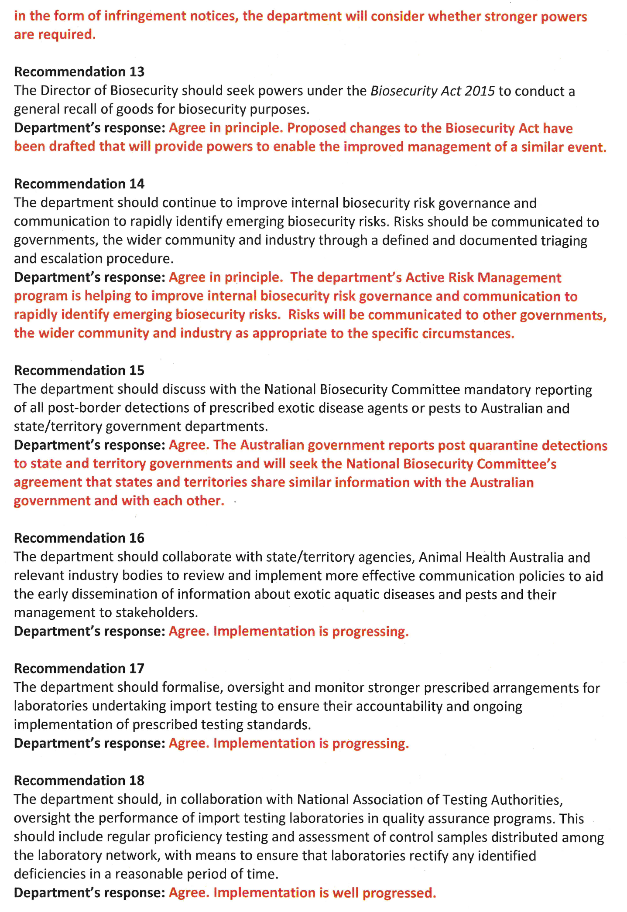 in the form of infringement notices, the department will consider whether stronger powers
are required.
Recommendation 13
The Director of Biosecurity should seek powers under the Biosecurity Act 2015 to conduct a
general recall of goods for biosecurity purposes.
Department's response: Agree in principle. Proposed changes to the Biosecurity Act have
been drafted that will provide powers to enable the improved management of a similar event.
Recommendation 14
The department should continue to improve internal biosecurity risk governance and
communication to rapidly identify emerging biosecurity risks. Risks should be communicated to
governments, the wider community and industry through a defined and documented triaging
and escalation procedure.
Department's response: Agree in principle.  The department's Active Risk Management
program is helping to improve internal biosecurity risk governance and communication to
rapidly identify emerging biosecurity risks.  Risks will be communicated to other governments,
the wider community and industry as appropriate to the specific circumstances.
Recommendation 15
The department should discuss with the National Biosecurity Committee mandatory reporting
of all post-border detections of prescribed exotic disease agents or pests to Australian and
state/territory government departments.
Department's response: Agree. The Australian government reports post quarantine detections
to state and territory governments and will seek the National Biosecurity Committee's
agreement that states and territories share similar information with the Australian
government and with each other.
Recommendation 16
The department should collaborate with state/territory agencies, Animal Health Australia and
relevant industry bodies to review and implement more effective communication policies to aid
the early dissemination of information about exotic aquatic diseases and pests and their
management to stakeholders.
Department's response: Agree. Implementation is progressing.
Recommendation 17
The department should formalise, oversight and monitor stronger prescribed arrangements for
laboratories undertaking import testing to ensure their accountability and ongoing
implementation of prescribed testing standards.
Department's response: Agree. Implementation is progressing.
Recommendation 18
The department should, in collaboration with National Association of Testing Authorities,
oversight the performance of import testing laboratories in quality assurance programs. This
should include regular proficiency testing and assessment of control samples distributed among
the laboratory network, with means to ensure that laboratories rectify any identified
deficiencies in a reasonable period of time.
Department's response: Agree. Implementation is well progressed.